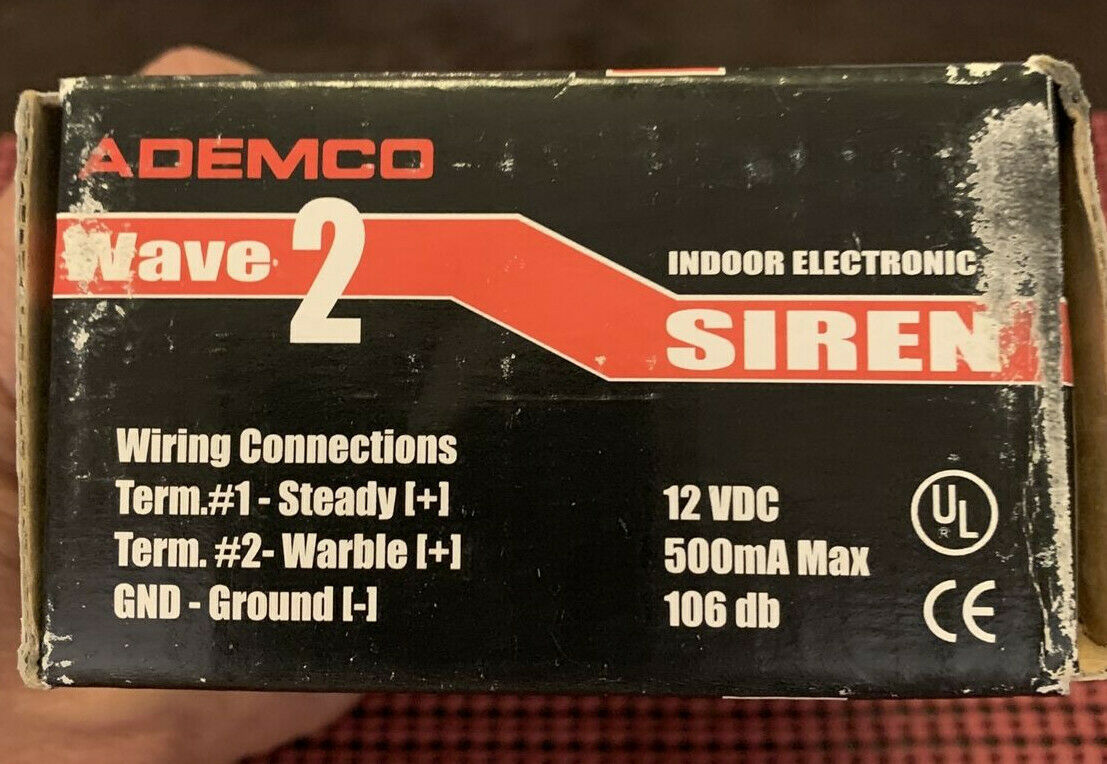 ADEMCO
Wave 2
INDOOR ELECTRONIC
SIREN
Wiring Connections
Term.#1 - Steady [+]
Term. #2- Warble [+]
GND - Ground [-]
12 VDC
500mA Max
106 db
UL
R
CE